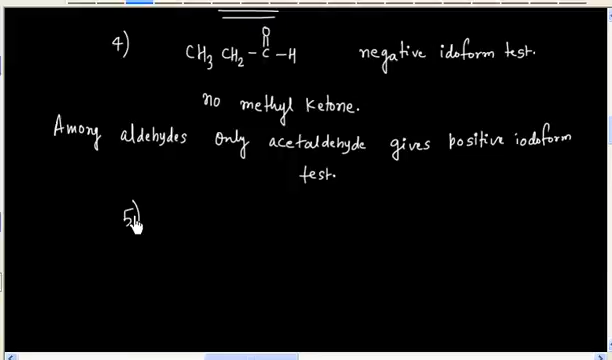 O
4) CH3 CH2 - C - H negative idoform test.
no methyl ketone.
Among aldehydes only acetaldehyde gives positive iodoform
test.
5)